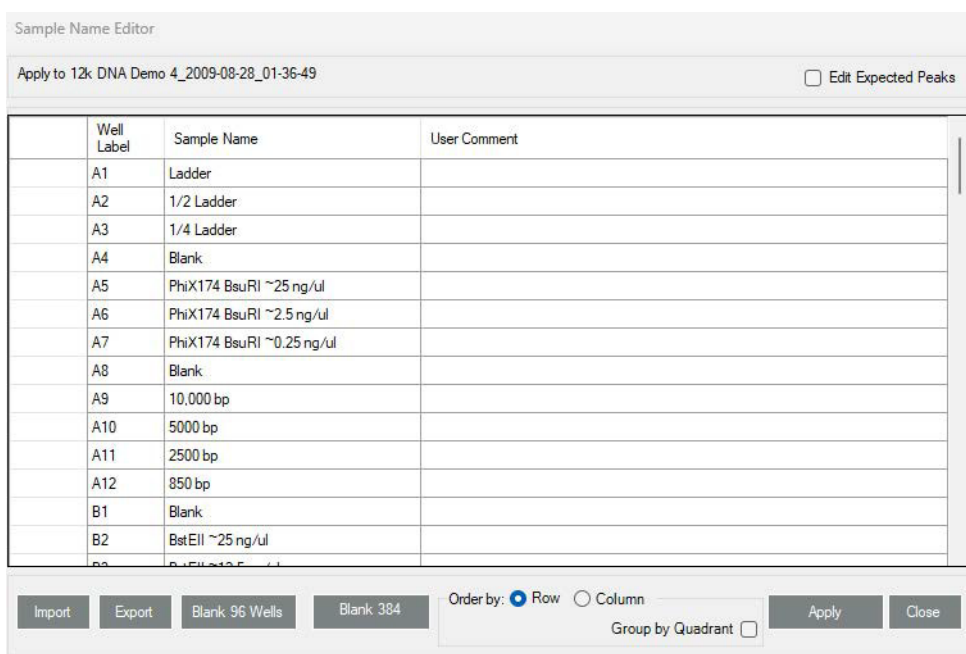 Sample Name Editor
Apply to 12k DNA Demo 4_2009-08-28_01-36-49
Edit Expected Peaks
Well Label Sample Name User Comment
A1 Ladder
A2 1/2 Ladder
A3 1/4 Ladder
A4 Blank
A5 PhiX174 BsuRI ~25 ng/ul
A6 PhiX174 BsuRI ~2.5 ng/ul
A7 PhiX174 BsuRI ~0.25 ng/ul
A8 Blank
A9 10,000 bp
A10 5000 bp
A11 2500 bp
A12 850 bp
B1 Blank
B2 BstEII ~25 ng/ul
Import Export Blank 96 Wells Blank 384 Order by: Row Column Apply Close
Group by Quadrant